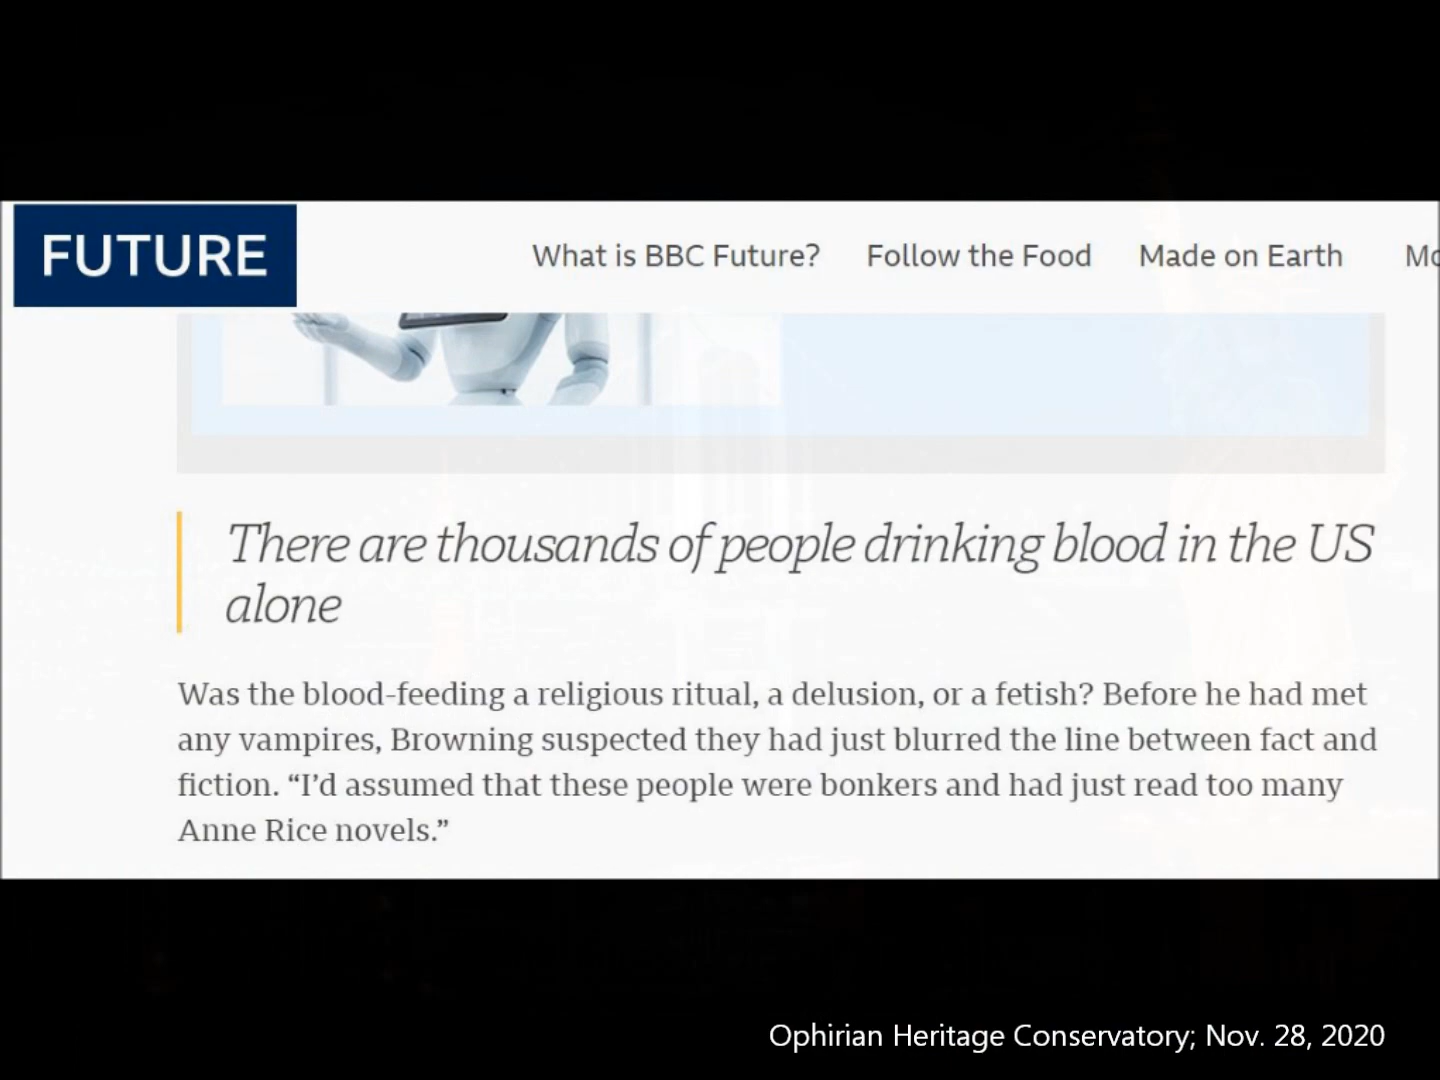 FUTURE
What is BBC Future? Follow the Food Made on Earth
There are thousands of people drinking blood in the US
alone
Was the blood-feeding a religious ritual, a delusion, or a fetish? Before he had met
any vampires, Browning suspected they had just blurred the line between fact and
fiction. “I’d assumed that these people were bonkers and had just read too many
Anne Rice novels.”
Ophirian Heritage Conservatory; Nov. 28, 2020